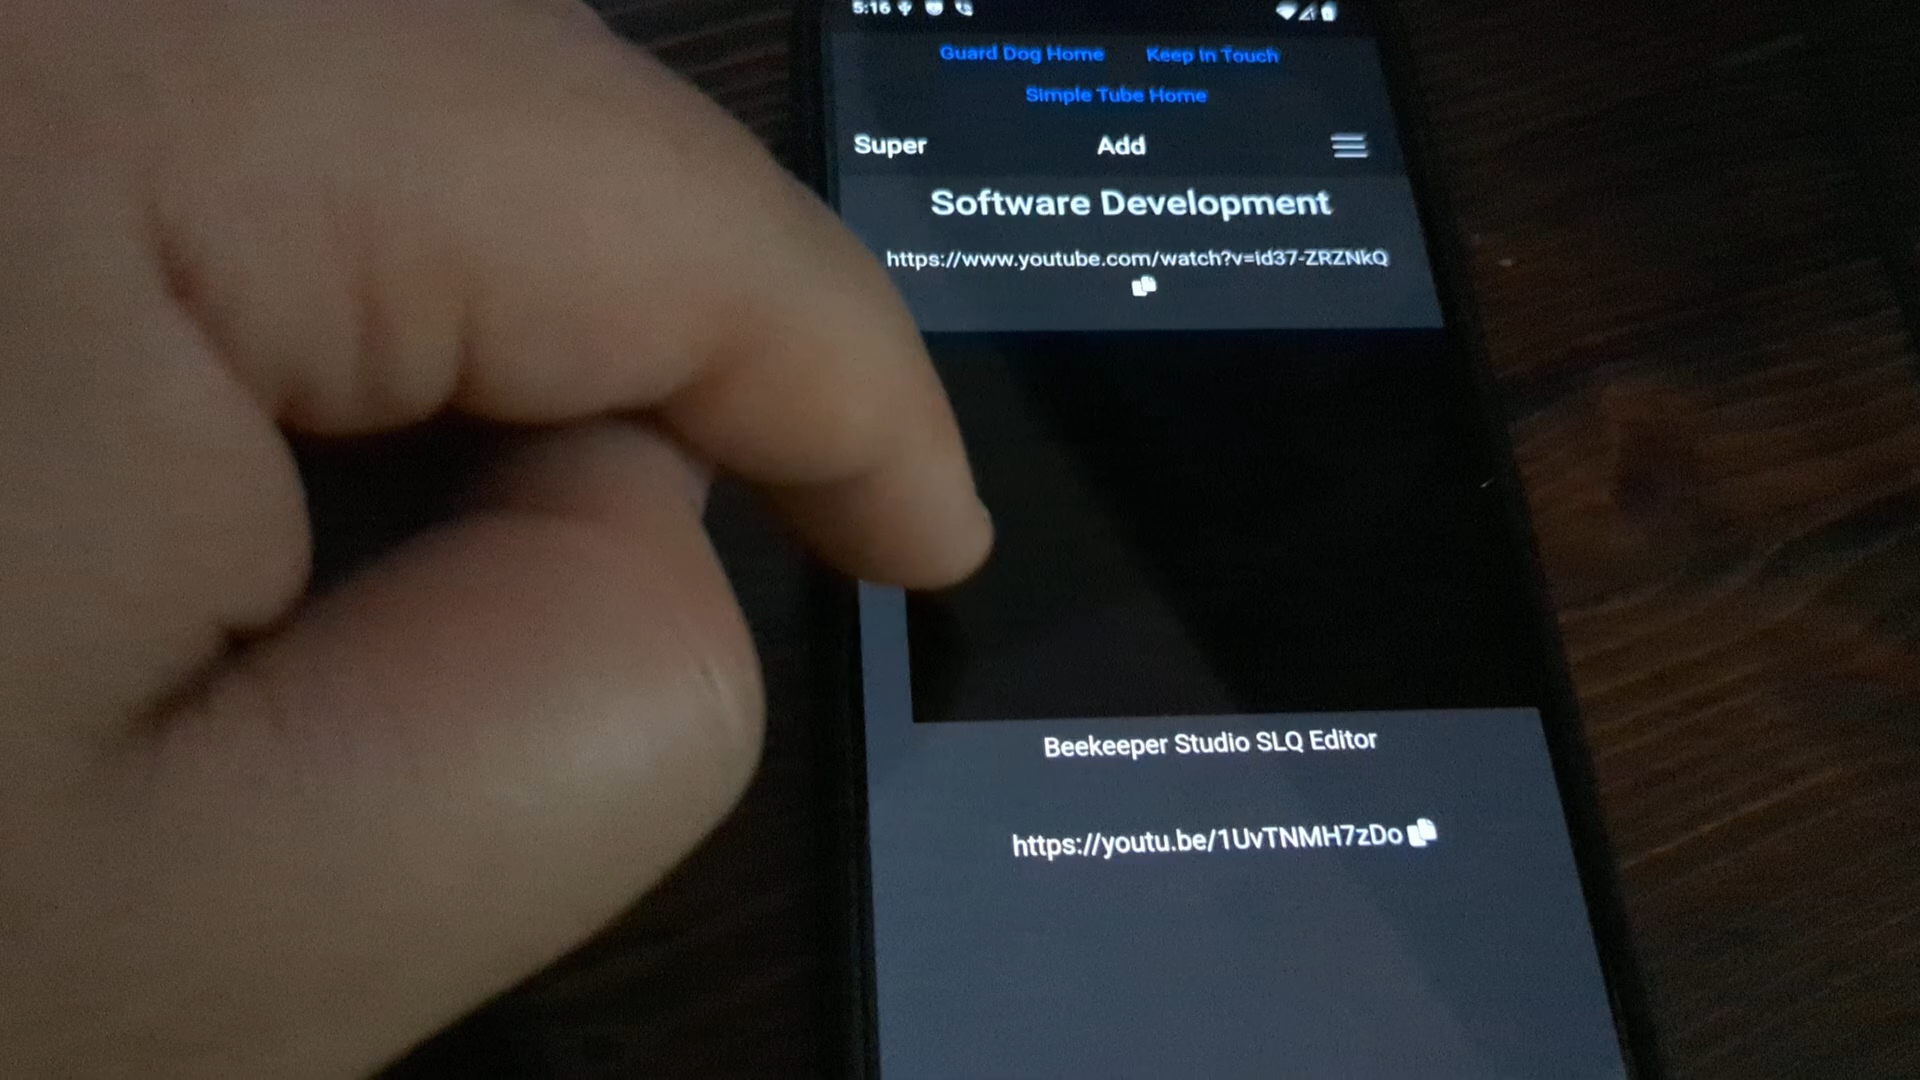 5:16
Guard Dog Home Keep In Touch
Simple Tube Home
Super Add
Software Development
https://www.youtube.com/watch?v=Id37-ZRZNkQ
Beekeeper Studio SLQ Editor
https://youtu.be/1UvTNMH7zDo